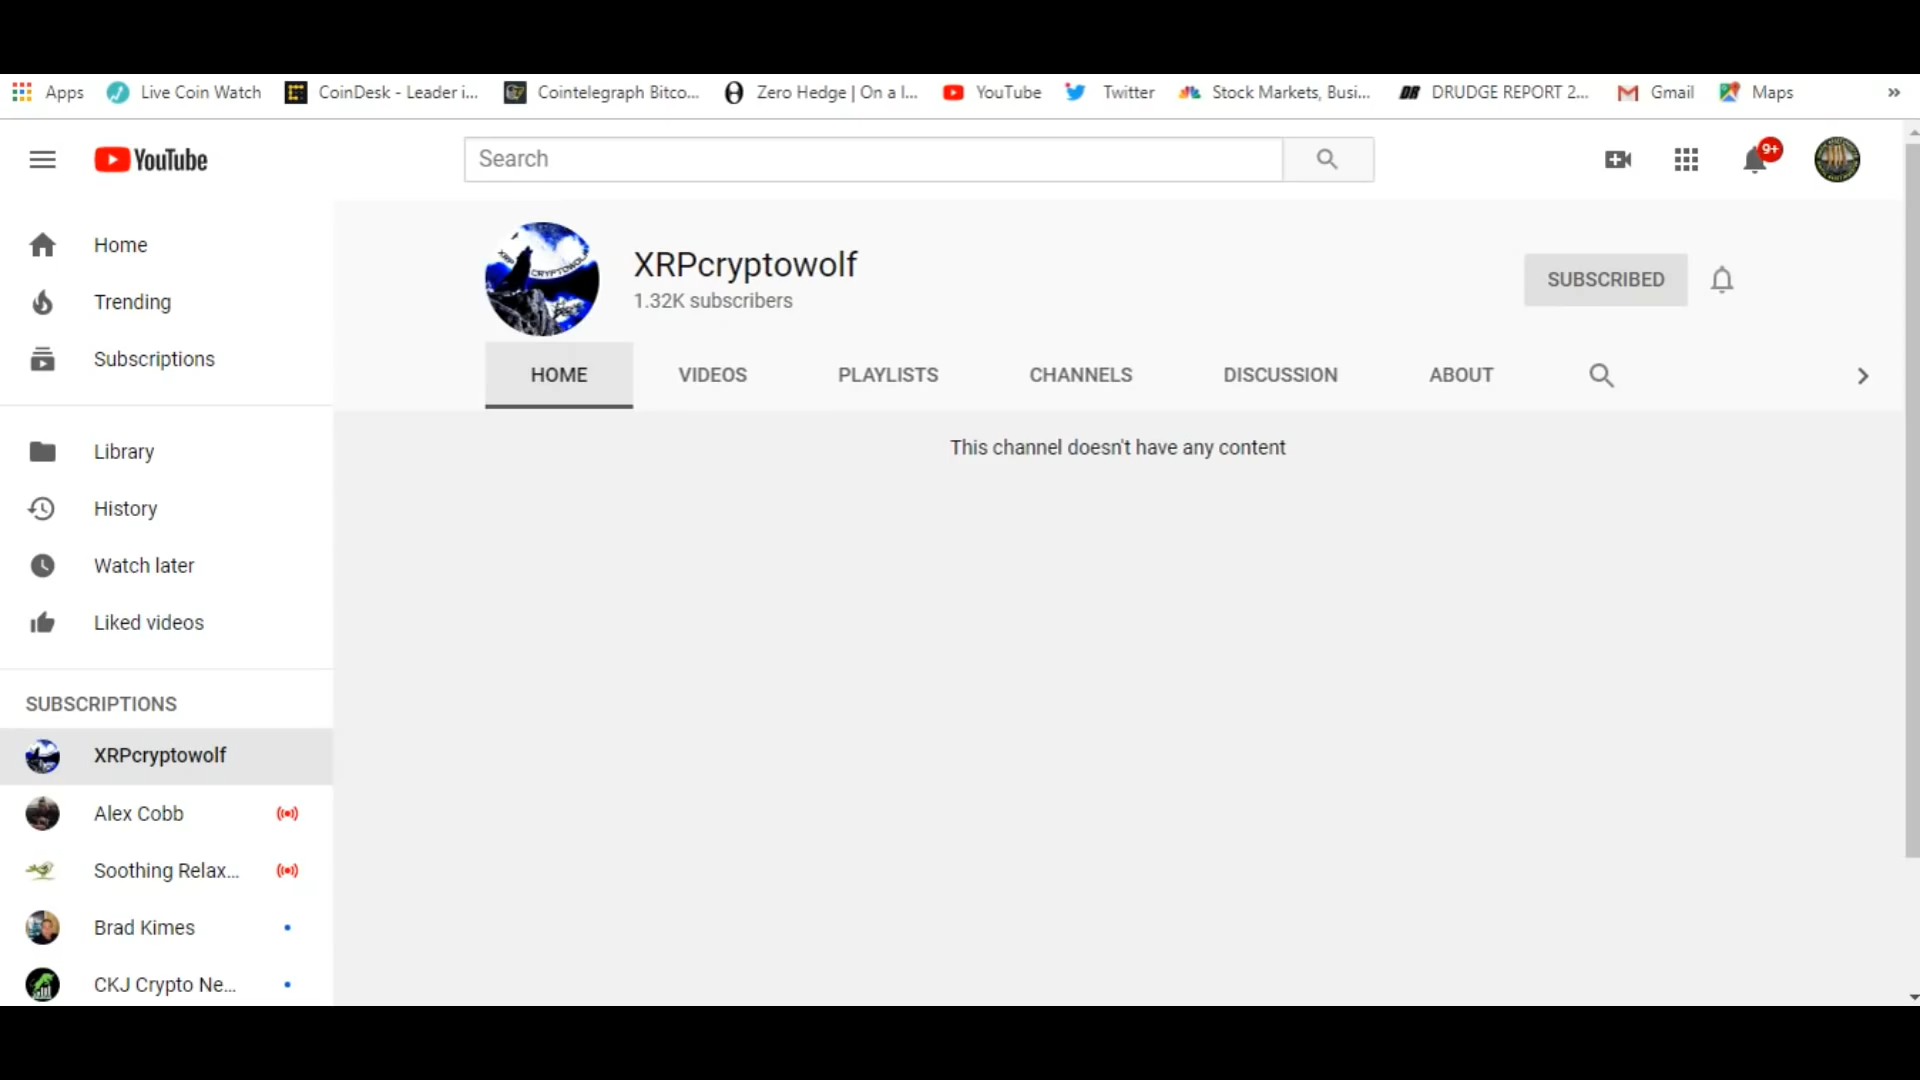 Apps Live Coin Watch CoinDesk - Leader i... Cointelegraph Bitco... Zero Hedge | On a l... YouTube Twitter Stock Markets, Busi... DRUDGE REPORT 2... Gmail Maps »
YouTube
Search
9+
Home
Trending
Subscriptions
Library
History
Watch later
Liked videos
SUBSCRIPTIONS
XRPcryptowolf
Alex Cobb
Soothing Relax...
Brad Kimes
CKJ Crypto Ne...
XRP CRYPTOWOLF
XRPcryptowolf
1.32K subscribers
SUBSCRIBED
HOME VIDEOS PLAYLISTS CHANNELS DISCUSSION ABOUT
This channel doesn't have any content